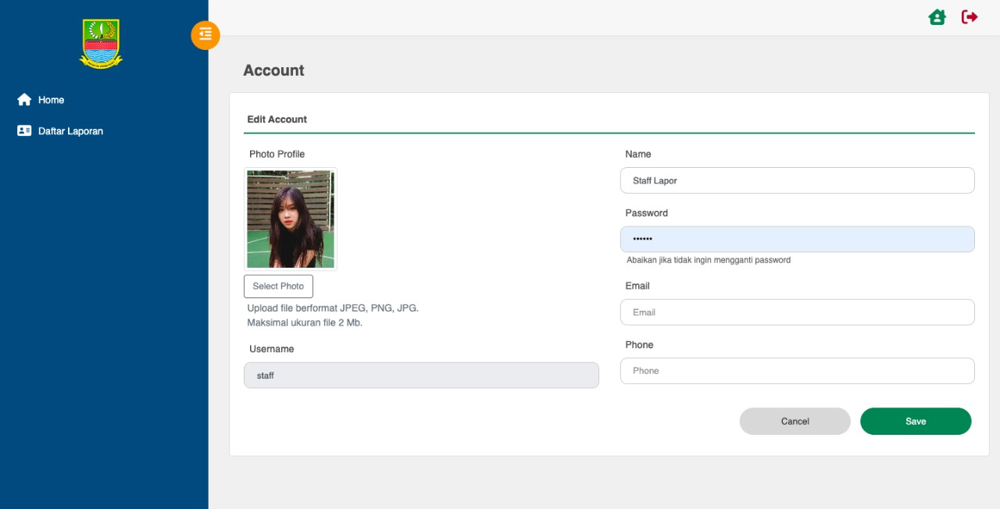 Home
Daftar Laporan
Account
Edit Account
Photo Profile
Select Photo
Upload file berformat JPEG, PNG, JPG.
Maksimal ukuran file 2 Mb.
Username
staff
Name
Staff Lapor
Password
••••••
Abaikan jika tidak ingin mengganti password
Email
Email
Phone
Phone
Cancel
Save